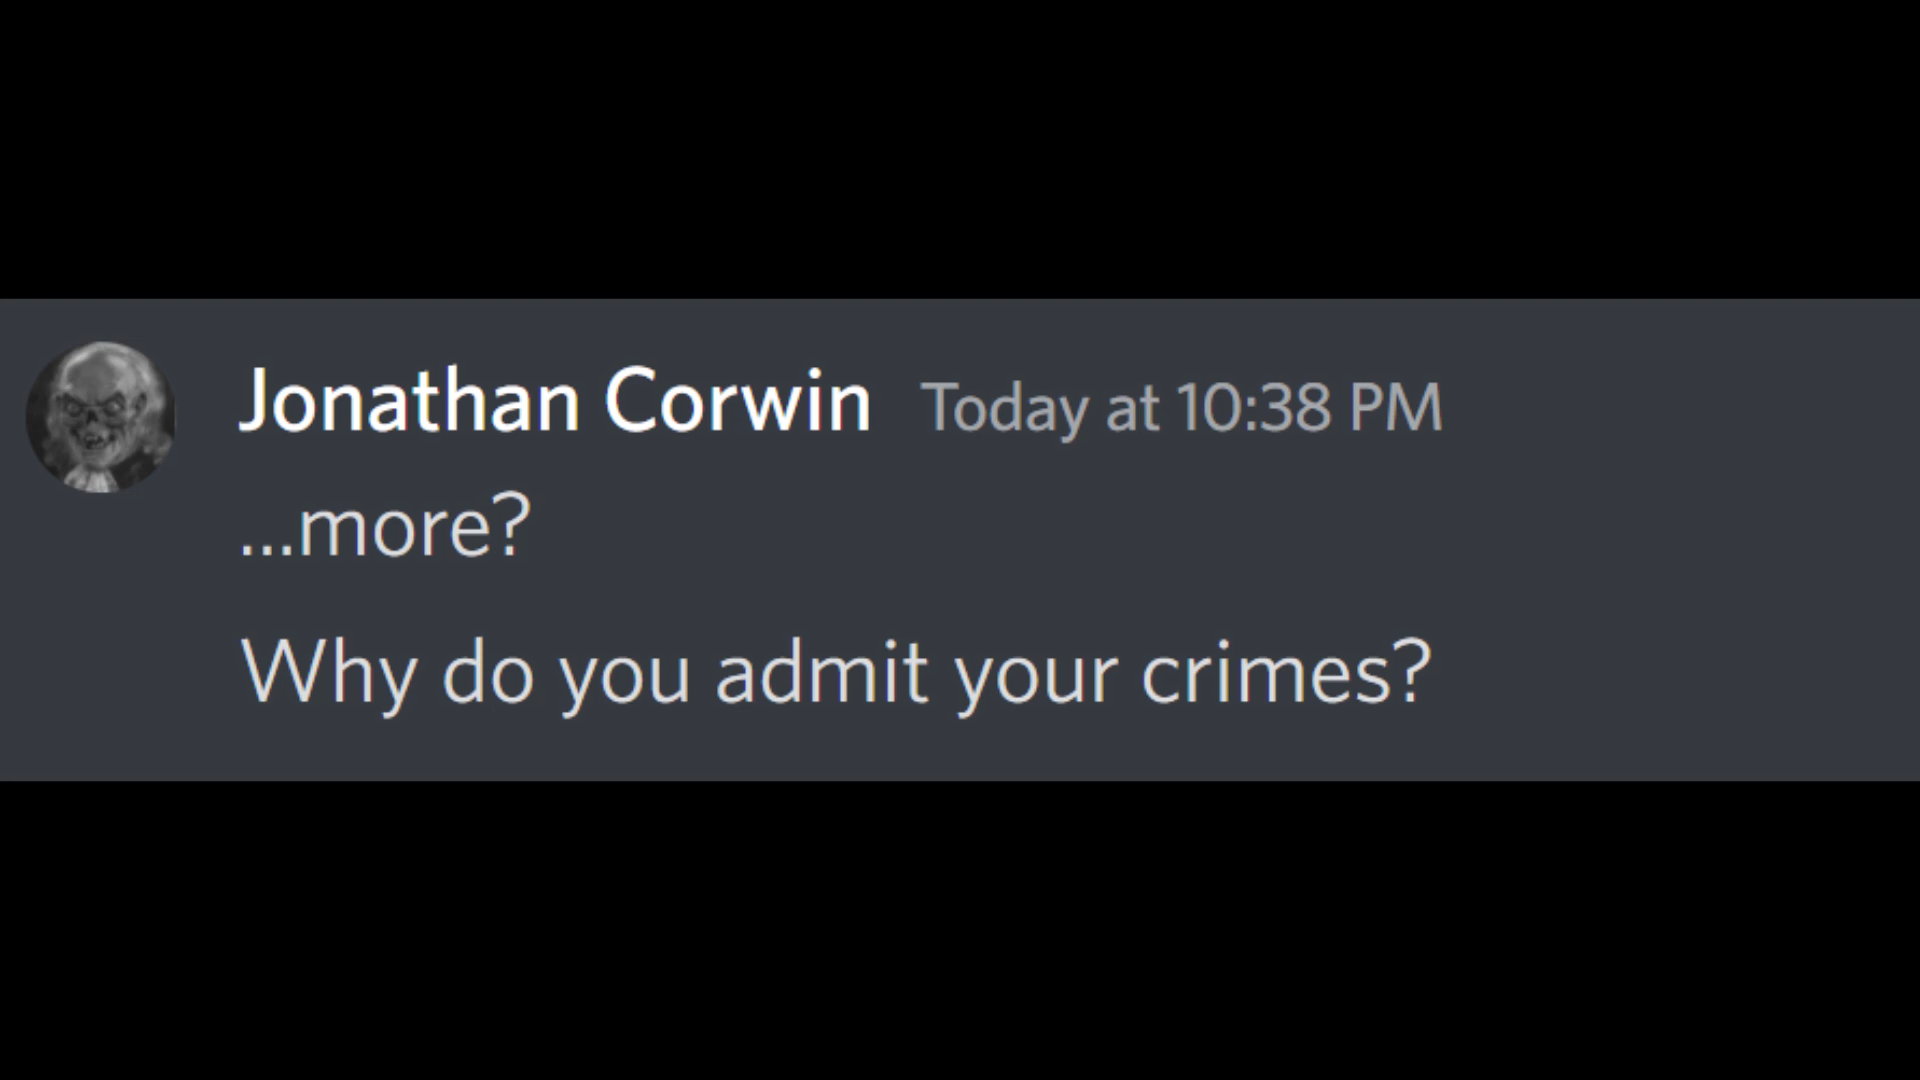 Jonathan Corwin Today at 10:38 PM
...more?
Why do you admit your crimes?